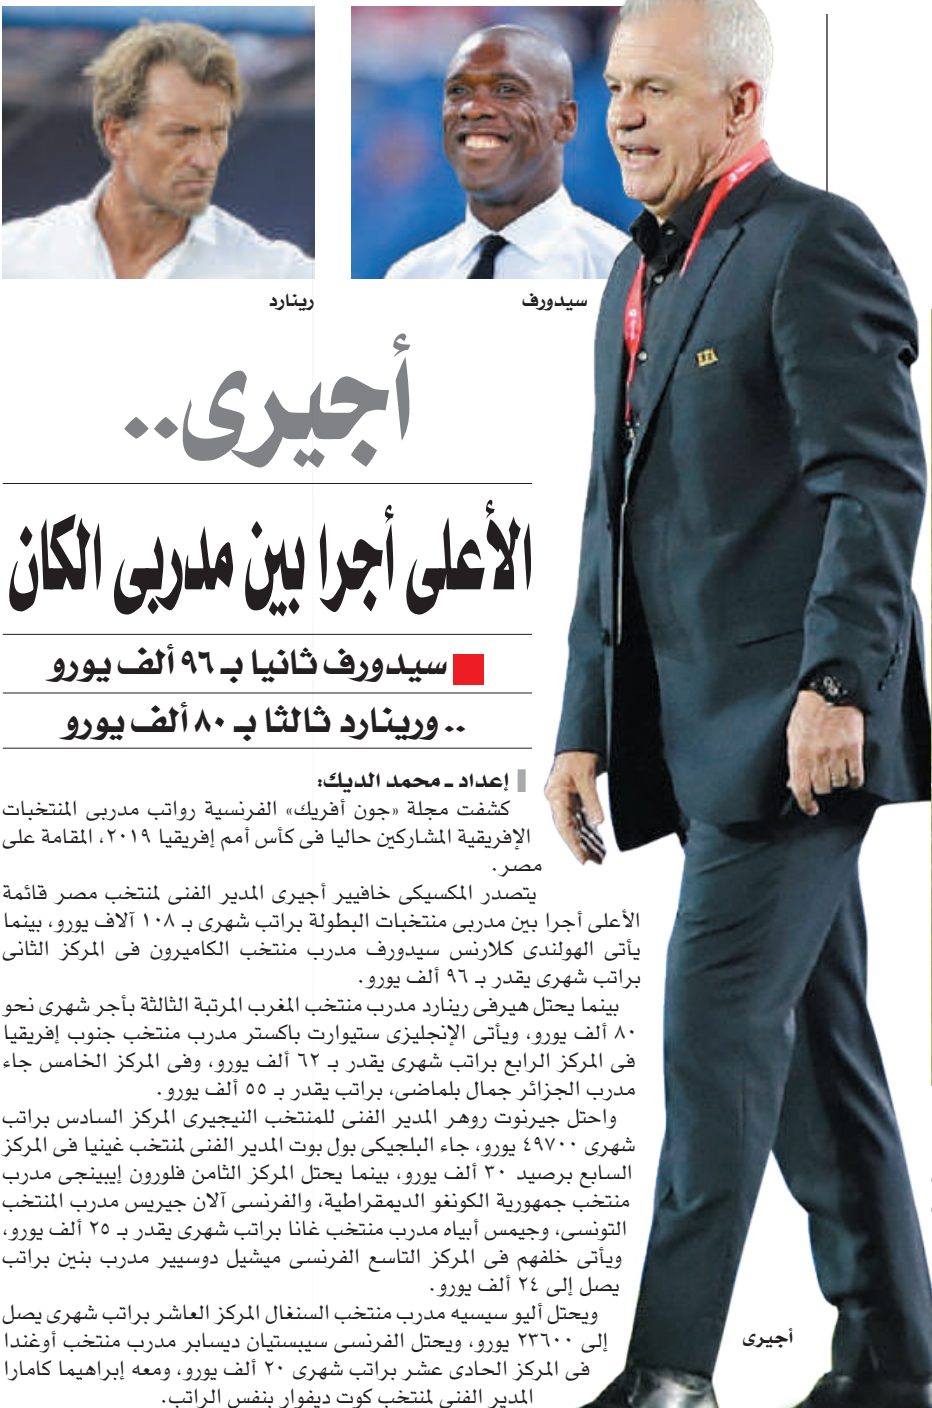 رينارد
سيدورف
أجيرى..
الأعلى أجرا بين مدربى الكان
سيدورف ثانيا بـ ٩٦ ألف يورو
.. ورينارد ثالثا بـ ٨٠ ألف يورو
إعداد ـ محمد الديك:
كشفت مجلة «جون أفريك» الفرنسية رواتب مدربى المنتخبات
الإفريقية المشاركين حاليا فى كأس أمم إفريقيا ٢٠١٩، المقامة على
مصر.
يتصدر المكسيكى خافيير أجيرى المدير الفنى لمنتخب مصر قائمة
الأعلى أجرا بين مدربى منتخبات البطولة براتب شهرى بـ ١٠٨ آلاف يورو، بينما
يأتى الهولندى كلارنس سيدورف مدرب منتخب الكاميرون فى المركز الثانى
براتب شهرى يقدر بـ ٩٦ ألف يورو.
بينما يحتل هيرفى رينارد مدرب منتخب المغرب المرتبة الثالثة بأجر شهرى نحو
٨٠ ألف يورو، ويأتى الإنجليزى ستيوارت باكستر مدرب منتخب جنوب إفريقيا
فى المركز الرابع براتب شهرى يقدر بـ ٦٢ ألف يورو، وفى المركز الخامس جاء
مدرب الجزائر جمال بلماضى، براتب يقدر بـ ٥٥ ألف يورو.
واحتل جيرنوت روهر المدير الفنى للمنتخب النيجيرى المركز السادس براتب
شهرى ٤٩٧٠٠ يورو، جاء البلجيكى بول بوت المدير الفنى لمنتخب غينيا فى المركز
السابع برصيد ٣٠ ألف يورو، بينما يحتل المركز الثامن فلورون إيبينجى مدرب
منتخب جمهورية الكونغو الديمقراطية، والفرنسى آلان جيريس مدرب المنتخب
التونسى، وجيمس أبياه مدرب منتخب غانا براتب شهرى يقدر بـ ٢٥ ألف يورو،
ويأتى خلفهم فى المركز التاسع الفرنسى ميشيل دوسيير مدرب بنين براتب
يصل إلى ٢٤ ألف يورو.
ويحتل أليو سيسيه مدرب منتخب السنغال المركز العاشر براتب شهرى يصل
إلى ٢٣٦٠٠ يورو، ويحتل الفرنسى سيبستيان ديسابر مدرب منتخب أوغندا
فى المركز الحادى عشر براتب شهرى ٢٠ ألف يورو، ومعه إبراهيما كامارا
المدير الفنى لمنتخب كوت ديفوار بنفس الراتب.
أجيرى